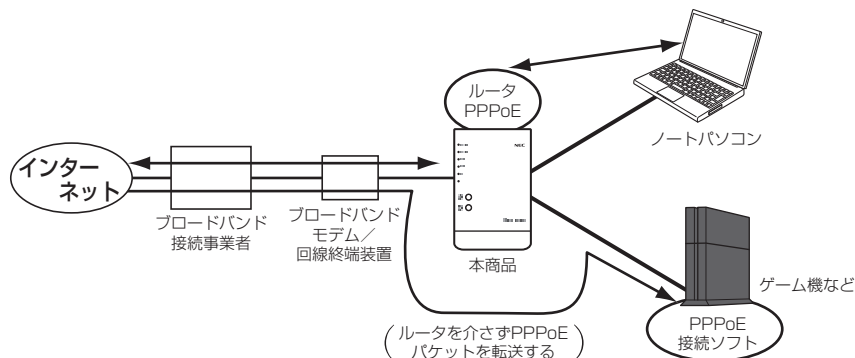 ルータ
PPPoE
ノートパソコン
NEC
インター
ネット
ブロードバンド
接続事業者
ブロードバンド
モデム／
回線終端装置
本商品
ゲーム機など
PPPoE
接続ソフト
(ルータを介さずPPPoE
パケットを転送する)